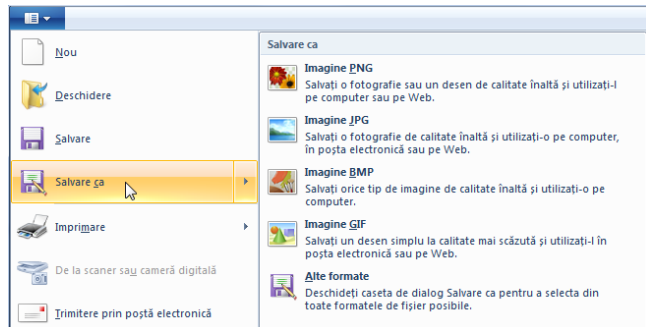 Nou
Deschidere
Salvare
Salvare ca
Imprimare
De la scaner sau cameră digitală
Trimitere prin poștă electronică
Salvare ca
Imagine PNG
Salvați o fotografie sau un desen de calitate înaltă și utilizați-l
pe computer sau pe Web.
Imagine JPG
Salvați o fotografie de calitate înaltă și utilizați-o pe computer,
în poșta electronică sau pe Web.
Imagine BMP
Salvați orice tip de imagine de calitate înaltă și utilizați-o pe
computer.
Imagine GIF
Salvați un desen simplu la calitate mai scăzută și utilizați-l în
poșta electronică sau pe Web.
Alte formate
Deschideți caseta de dialog Salvare ca pentru a selecta din
toate formatele de fișier posibile.